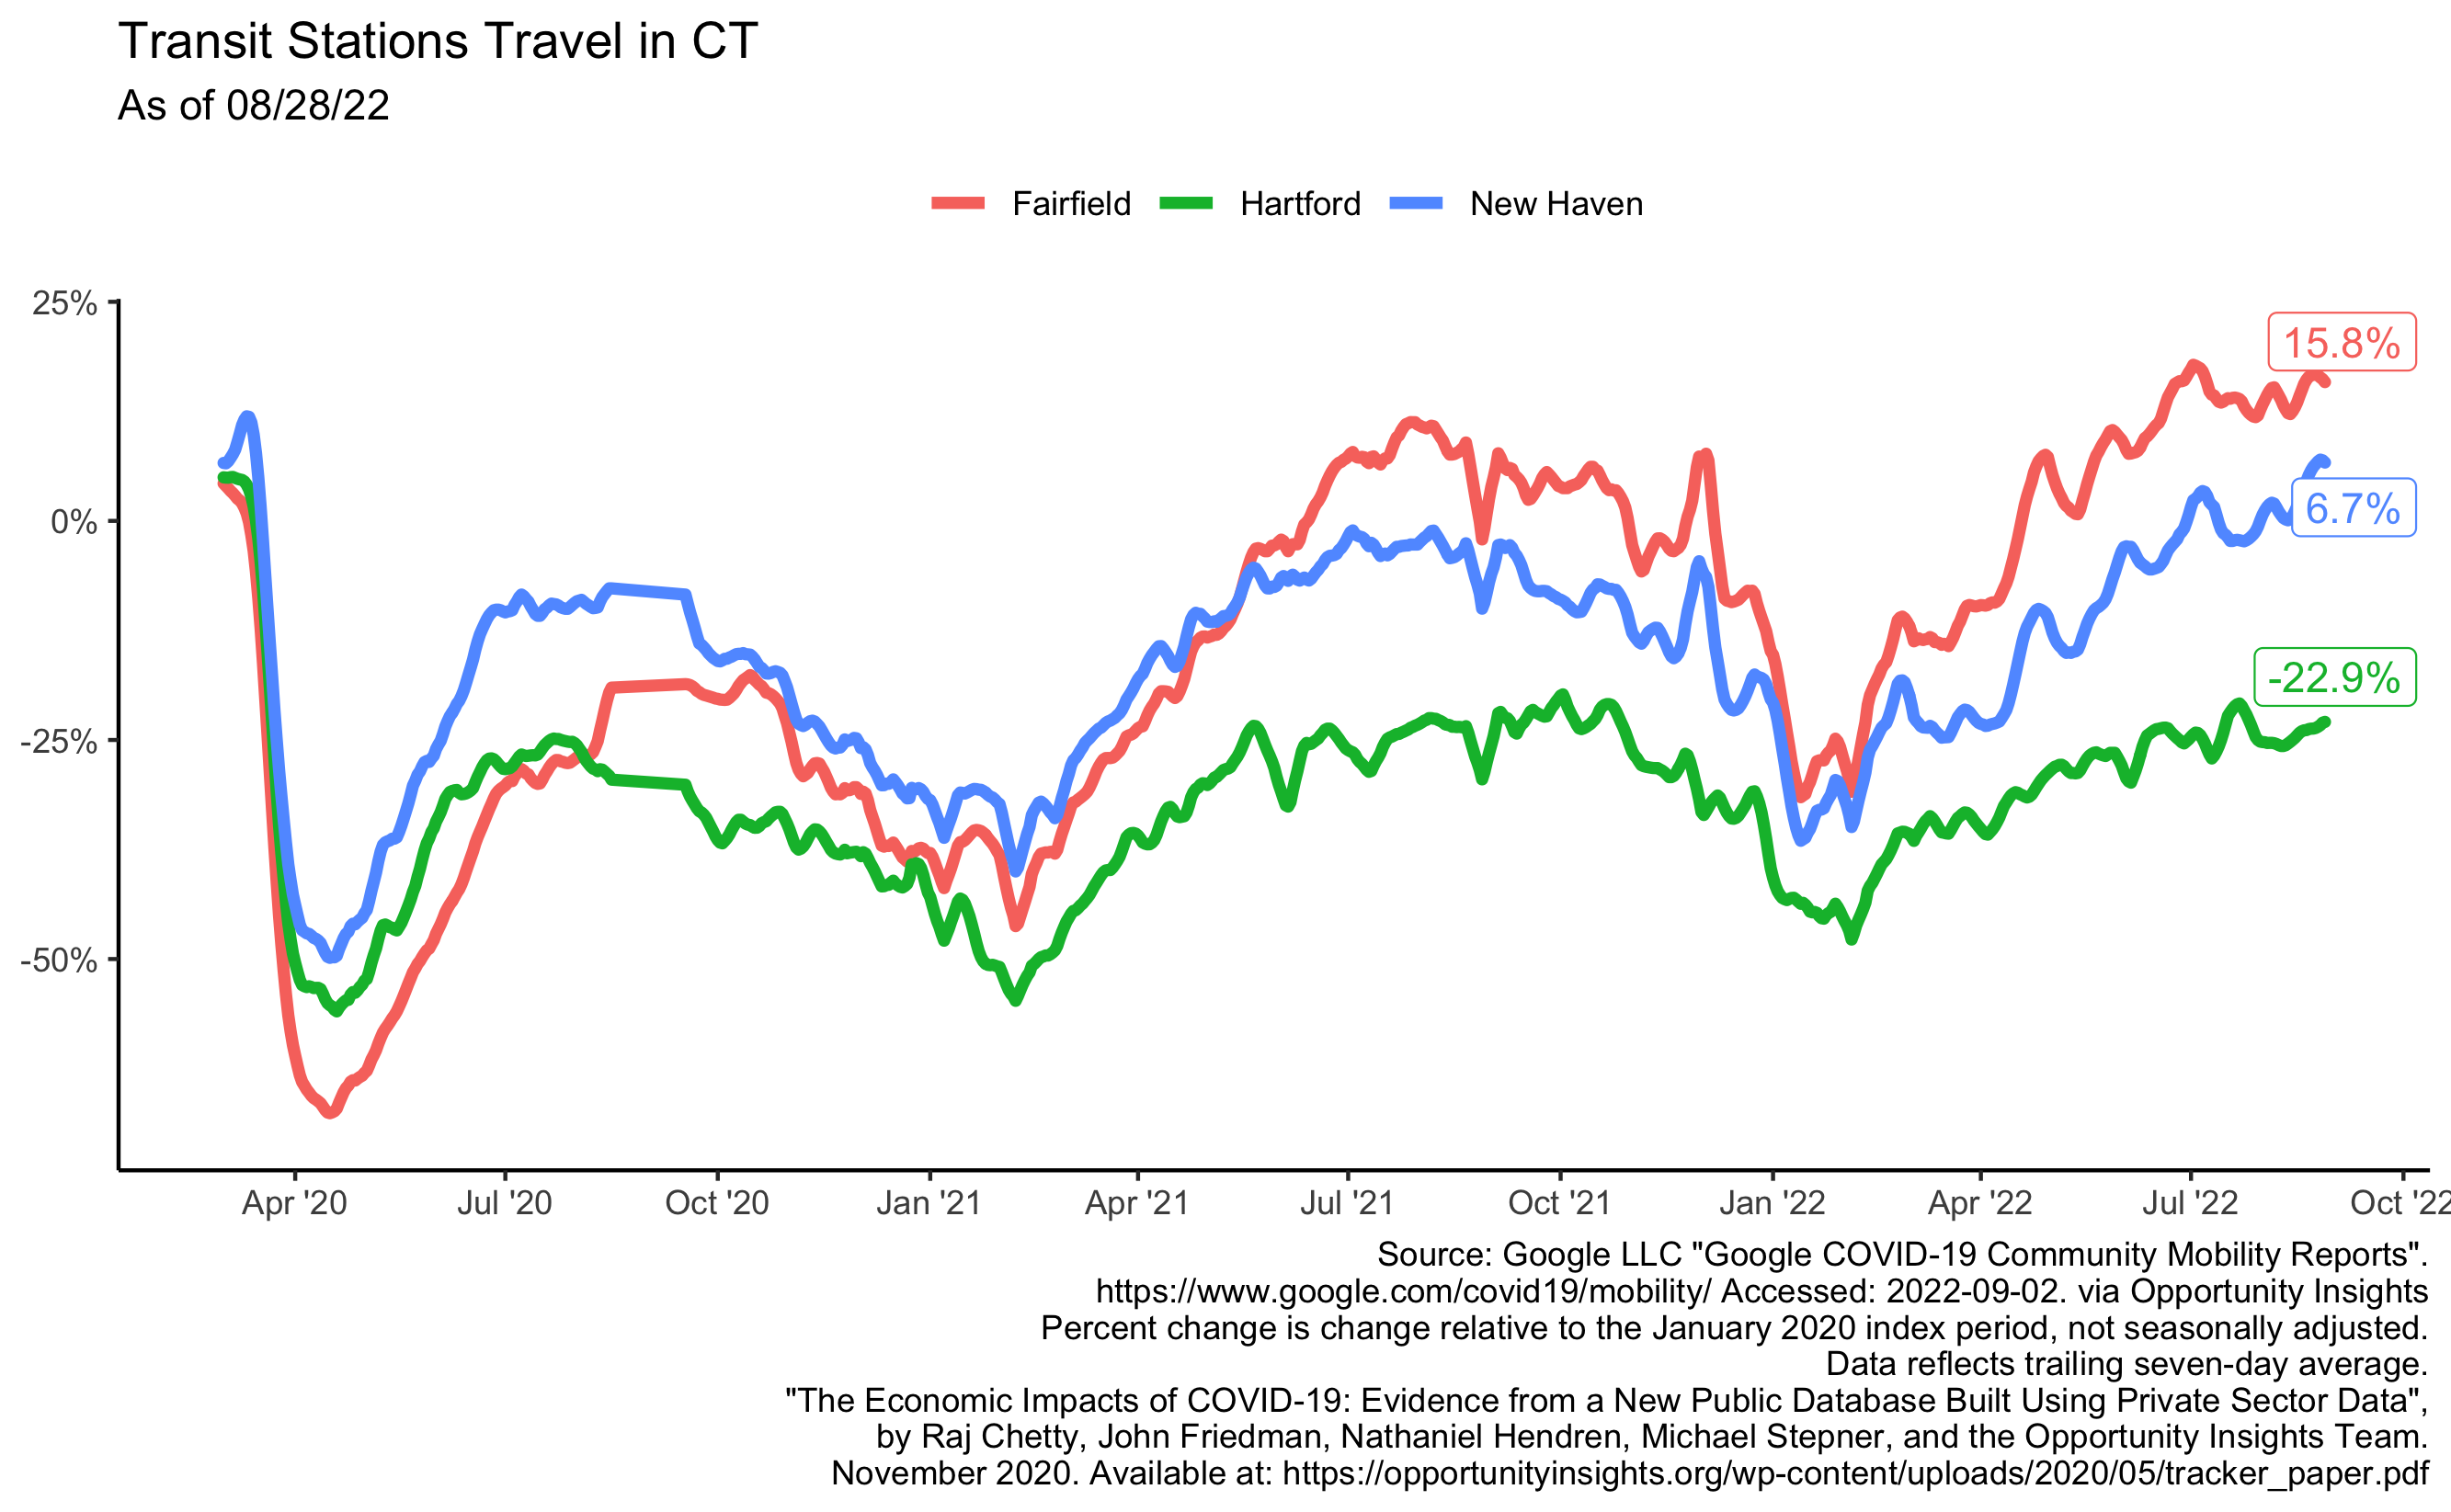 Transit Stations Travel in CT
As of 08/28/22
Fairfield Hartford New Haven
25%
0%
-25%
-50%
15.8%
6.7%
-22.9%
Apr '20 Jul '20 Oct '20 Jan '21 Apr '21 Jul '21 Oct '21 Jan '22 Apr '22 Jul '22 Oct '22
Source: Google LLC "Google COVID-19 Community Mobility Reports".
https://www.google.com/covid19/mobility/ Accessed: 2022-09-02. via Opportunity Insights
Percent change is change relative to the January 2020 index period, not seasonally adjusted.
Data reflects trailing seven-day average.
"The Economic Impacts of COVID-19: Evidence from a New Public Database Built Using Private Sector Data",
by Raj Chetty, John Friedman, Nathaniel Hendren, Michael Stepner, and the Opportunity Insights Team.
November 2020. Available at: https://opportunityinsights.org/wp-content/uploads/2020/05/tracker_paper.pdf